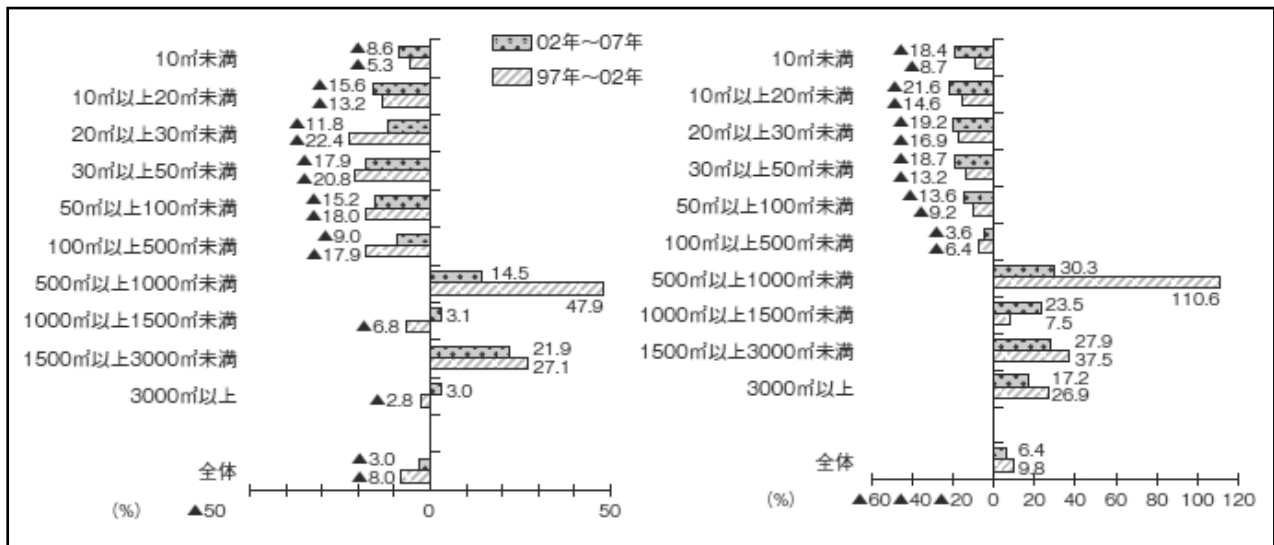 02年～07年
97年～02年
10㎡未満
▲8.6
▲5.3
10㎡以上20㎡未満
▲15.6
▲13.2
20㎡以上30㎡未満
▲11.8
▲22.4
30㎡以上50㎡未満
▲17.9
▲20.8
50㎡以上100㎡未満
▲15.2
▲18.0
100㎡以上500㎡未満
▲9.0
▲17.9
500㎡以上1000㎡未満
14.5
47.9
1000㎡以上1500㎡未満
3.1
▲6.8
1500㎡以上3000㎡未満
21.9
27.1
3000㎡以上
3.0
▲2.8
全体
▲3.0
▲8.0
(%) ▲50 0 50
10㎡未満
▲18.4
▲8.7
10㎡以上20㎡未満
▲21.6
▲14.6
20㎡以上30㎡未満
▲19.2
▲16.9
30㎡以上50㎡未満
▲18.7
▲13.2
50㎡以上100㎡未満
▲13.6
▲9.2
100㎡以上500㎡未満
▲3.6
▲6.4
500㎡以上1000㎡未満
30.3
110.6
1000㎡以上1500㎡未満
23.5
7.5
1500㎡以上3000㎡未満
27.9
37.5
3000㎡以上
17.2
26.9
全体
6.4
9.8
(%) ▲60 ▲40 ▲20 0 20 40 60 80 100 120